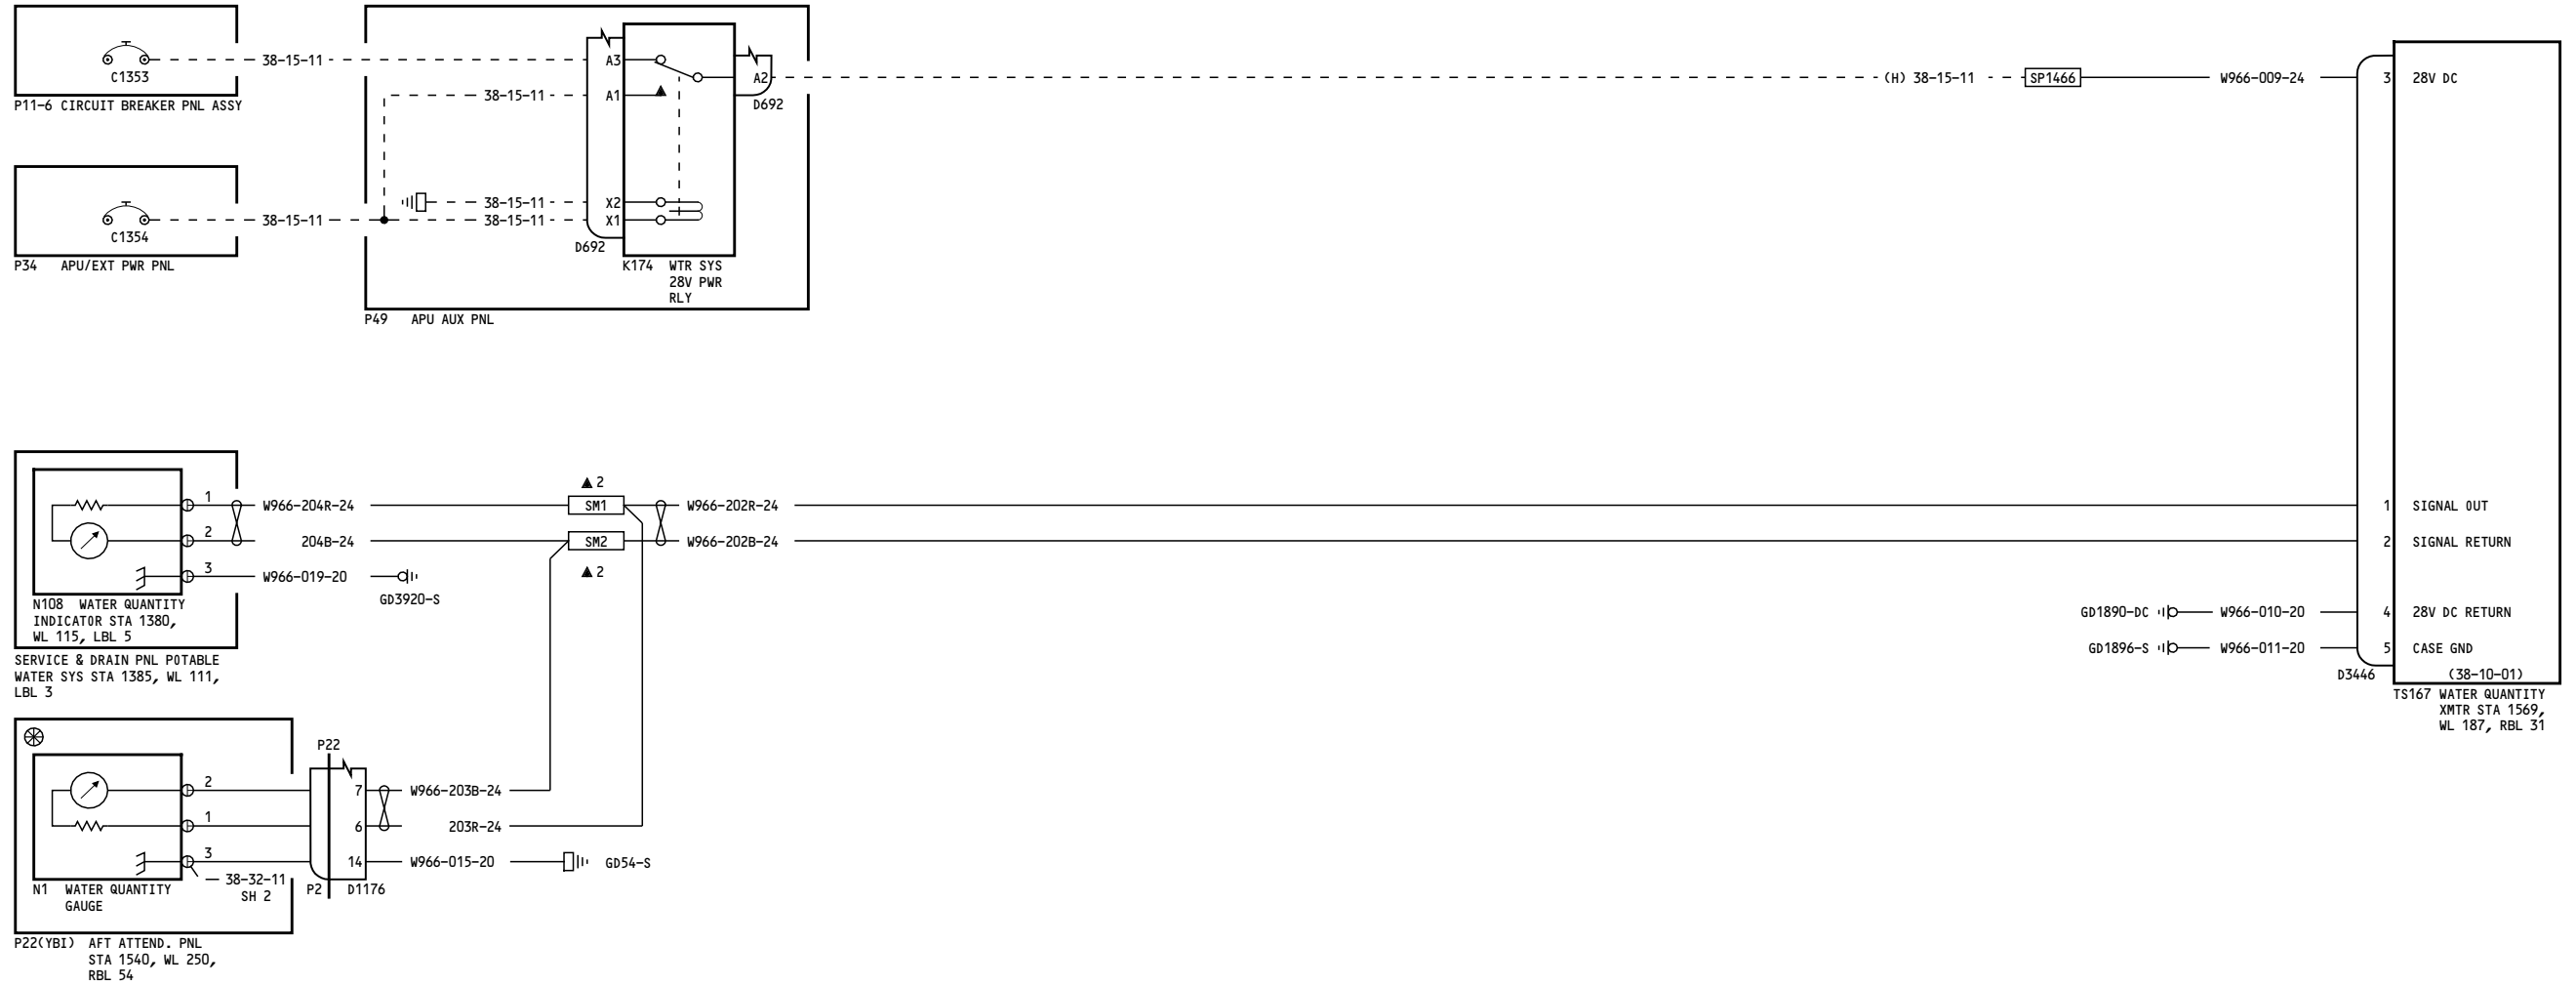 C1353
P11-6 CIRCUIT BREAKER PNL ASSY
38-15-11
C1354
P34 APU/EXT PWR PNL
38-15-11
38-15-11
38-15-11
38-15-11
A3
A1
X2
X1
D692
A2
D692
K174 WTR SYS
28V PWR
RLY
P49 APU AUX PNL
(H) 38-15-11
SP1466
W966-009-24
3 28V DC
1 SIGNAL OUT
2 SIGNAL RETURN
GD1890-DC W966-010-20 4 28V DC RETURN
GD1896-S W966-011-20 5 CASE GND
D3446
(38-10-01)
TS167 WATER QUANTITY
XMTR STA 1569,
WL 187, RBL 31
1 W966-204R-24
2 204B-24
3 W966-019-20
GD3920-S
2
SM1
SM2
2
W966-202R-24
W966-202B-24
N108 WATER QUANTITY
INDICATOR STA 1380,
WL 115, LBL 5
SERVICE & DRAIN PNL POTABLE
WATER SYS STA 1385, WL 111,
LBL 3
P22
2 7 W966-203B-24
1 6 203R-24
3 14 W966-015-20 GD54-S
38-32-11
SH 2
N1 WATER QUANTITY
GAUGE
P2 D1176
P22(YBI) AFT ATTEND. PNL
STA 1540, WL 250,
RBL 54